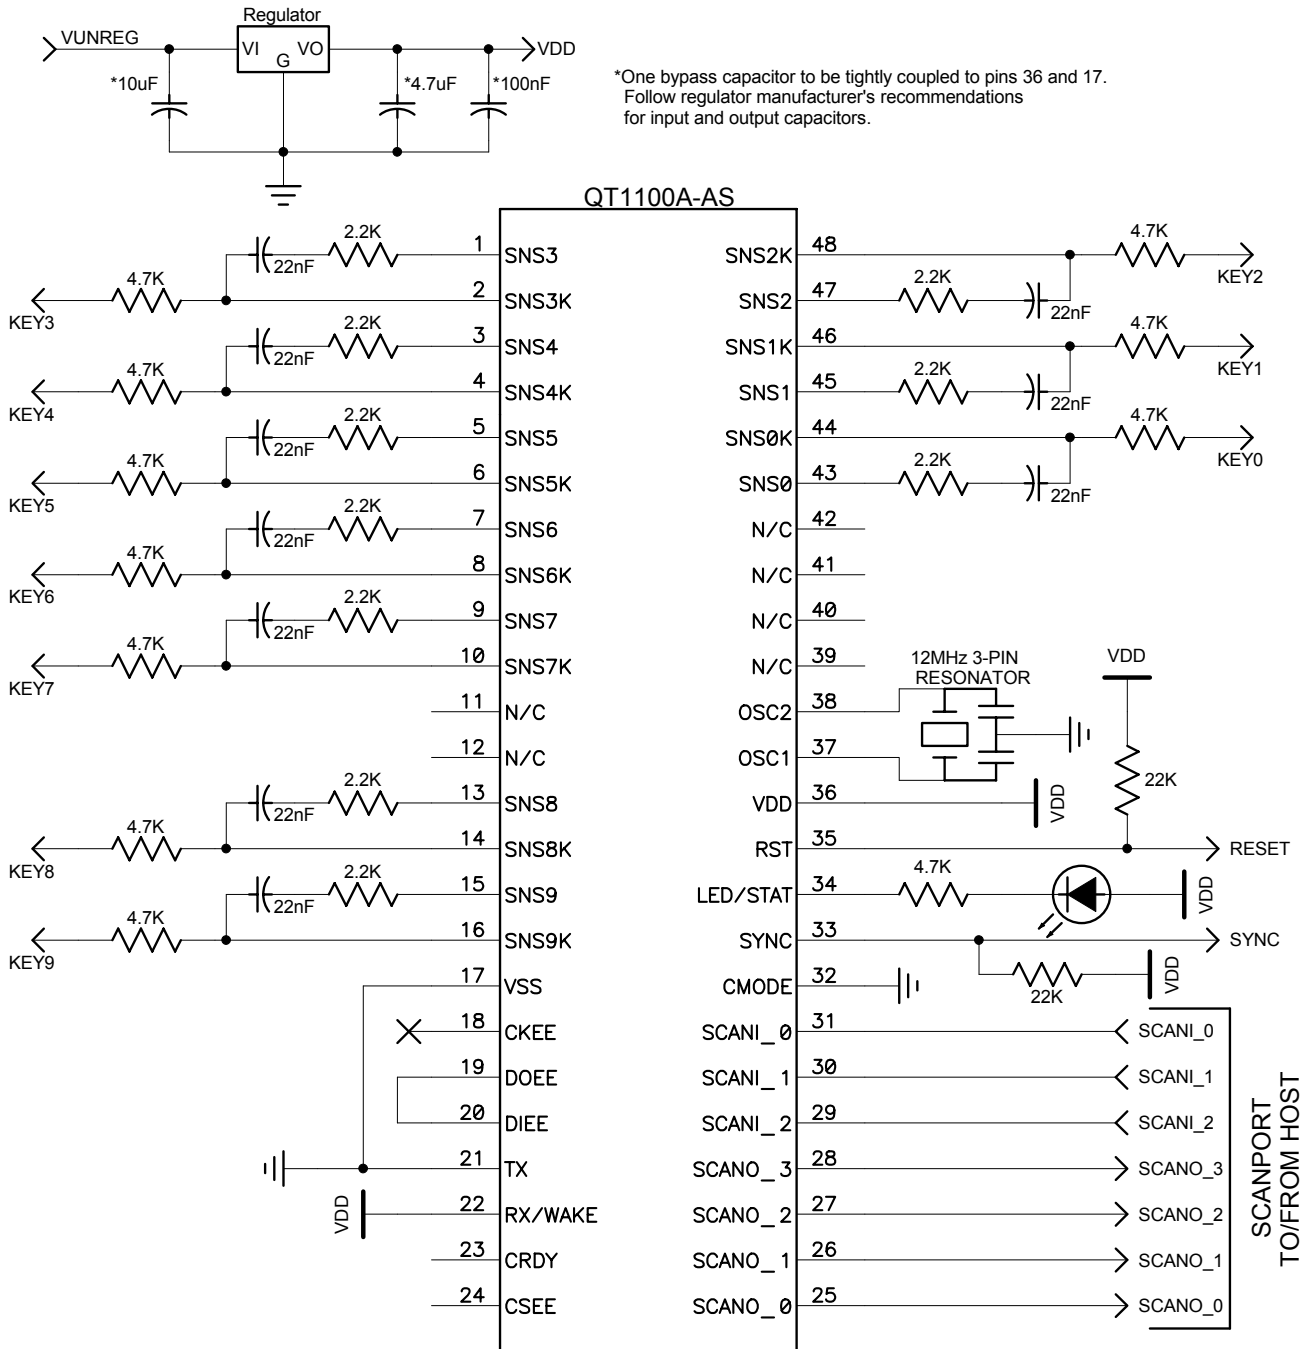 Regulator
VUNREG
VI
VO
G
VDD
*10uF
*4.7uF
*100nF
*One bypass capacitor to be tightly coupled to pins 36 and 17.
Follow regulator manufacturer's recommendations
for input and output capacitors.
QT1100A-AS
2.2K 1 SNS3
22nF
4.7K 2 SNS3K
KEY3
2.2K 3 SNS4
22nF
4.7K 4 SNS4K
KEY4
2.2K 5 SNS5
22nF
4.7K 6 SNS5K
KEY5
2.2K 7 SNS6
22nF
4.7K 8 SNS6K
KEY6
2.2K 9 SNS7
22nF
4.7K 10 SNS7K
KEY7
11 N/C
12 N/C
2.2K 13 SNS8
22nF
4.7K 14 SNS8K
KEY8
2.2K 15 SNS9
22nF
4.7K 16 SNS9K
KEY9
17 VSS
18 CKEE
19 DOEE
20 DIEE
21 TX
VDD
22 RX/WAKE
23 CRDY
24 CSEE
SNS2K 48 4.7K
KEY2
SNS2 47 2.2K
22nF
SNS1K 46 4.7K
KEY1
SNS1 45 2.2K
22nF
SNS0K 44 4.7K
KEY0
SNS0 43 2.2K
22nF
N/C 42
N/C 41
N/C 40
N/C 39
12MHz 3-PIN
RESONATOR
VDD
OSC2 38
OSC1 37
22K
VDD 36 VDD
RST 35 RESET
LED/STAT 34 4.7K VDD
SYNC 33 SYNC
22K VDD
CMODE 32
SCANI_0 31 SCANI_0
SCANI_1 30 SCANI_1
SCANI_2 29 SCANI_2
SCANO_3 28 SCANO_3
SCANO_2 27 SCANO_2
SCANO_1 26 SCANO_1
SCANO_0 25 SCANO_0
SCANPORT
TO/FROM HOST